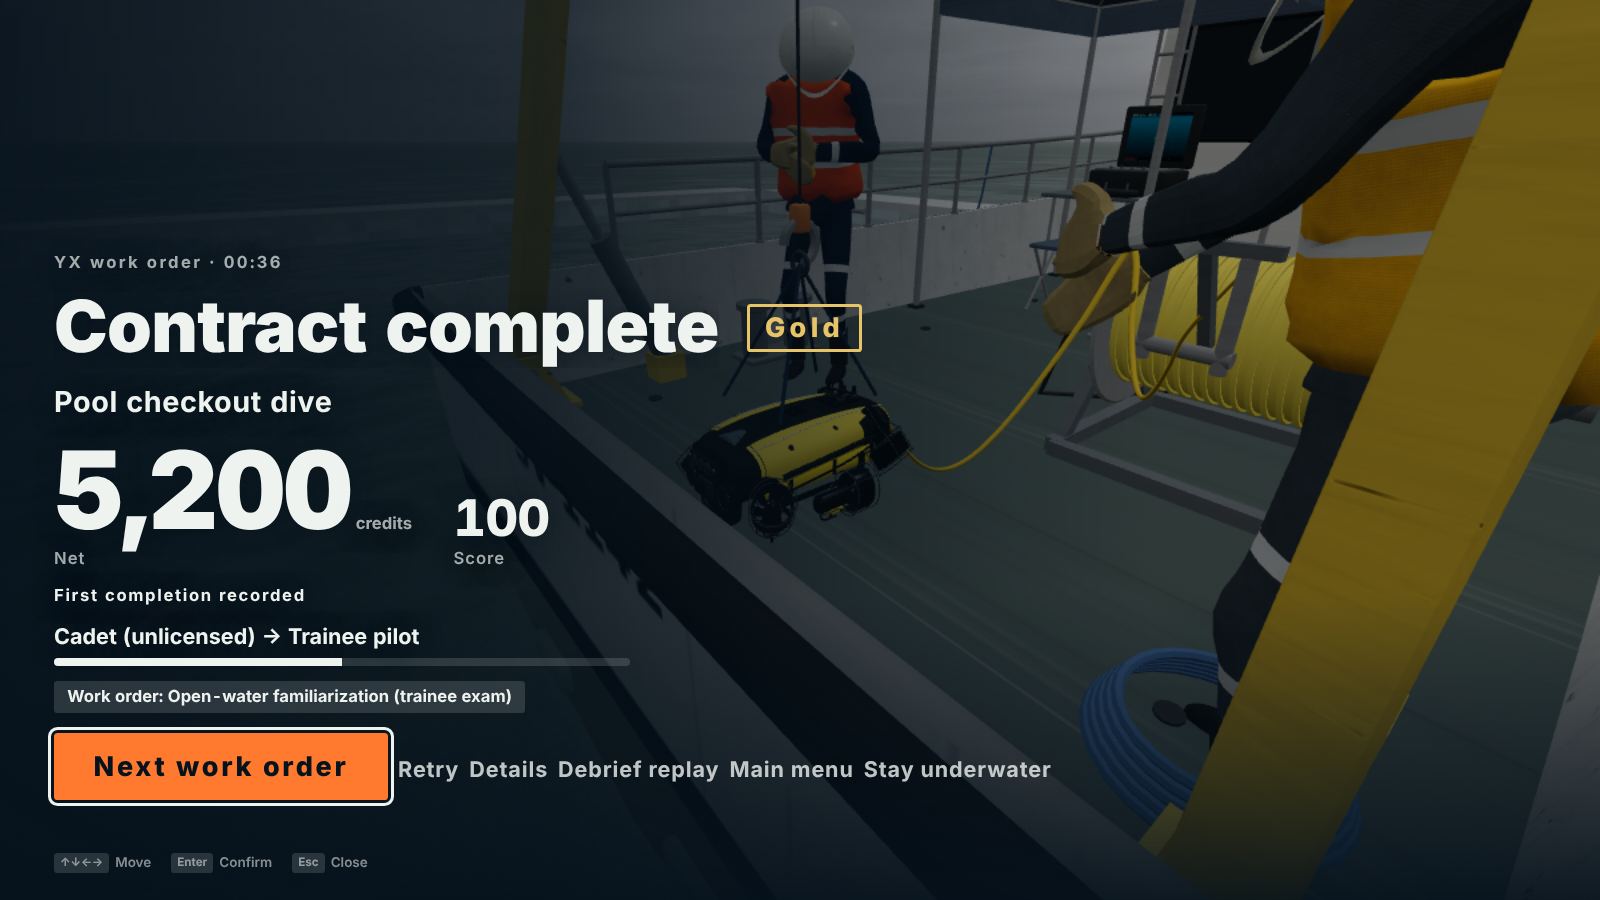 YX work order · 00:36
Contract complete Gold
Pool checkout dive
5,200 credits 100
Net Score
First completion recorded
Cadet (unlicensed) → Trainee pilot
Work order: Open-water familiarization (trainee exam)
Next work order Retry Details Debrief replay Main menu Stay underwater
↑↓←→ Move Enter Confirm Esc Close